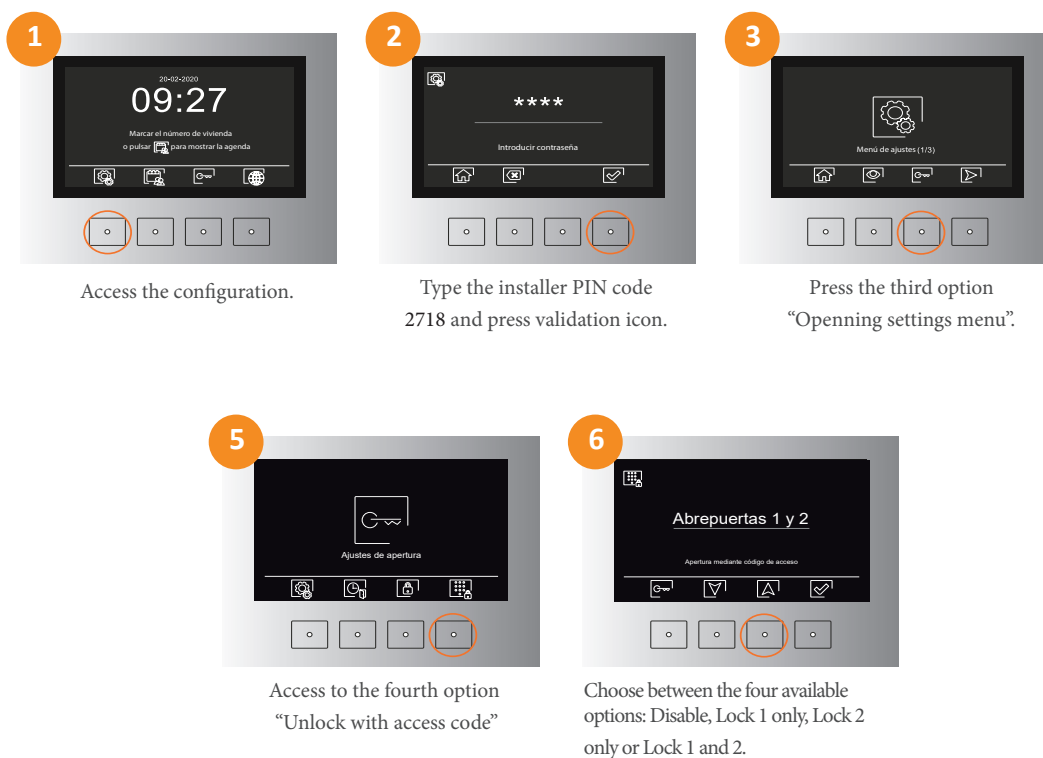 1
20-02-2020
09:27
Marcar el número de vivienda
o pulsar para mostrar la agenda
Access the configuration.
2
****
Introducir contraseña
Type the installer PIN code
2718 and press validation icon.
3
Menú de ajustes (1/3)
Press the third option
“Openning settings menu”.
5
Ajustes de apertura
Access to the fourth option
“Unlock with access code”
6
Abrepuertas 1 y 2
Apertura mediante código de acceso
Choose between the four available
options: Disable, Lock 1 only, Lock 2
only or Lock 1 and 2.